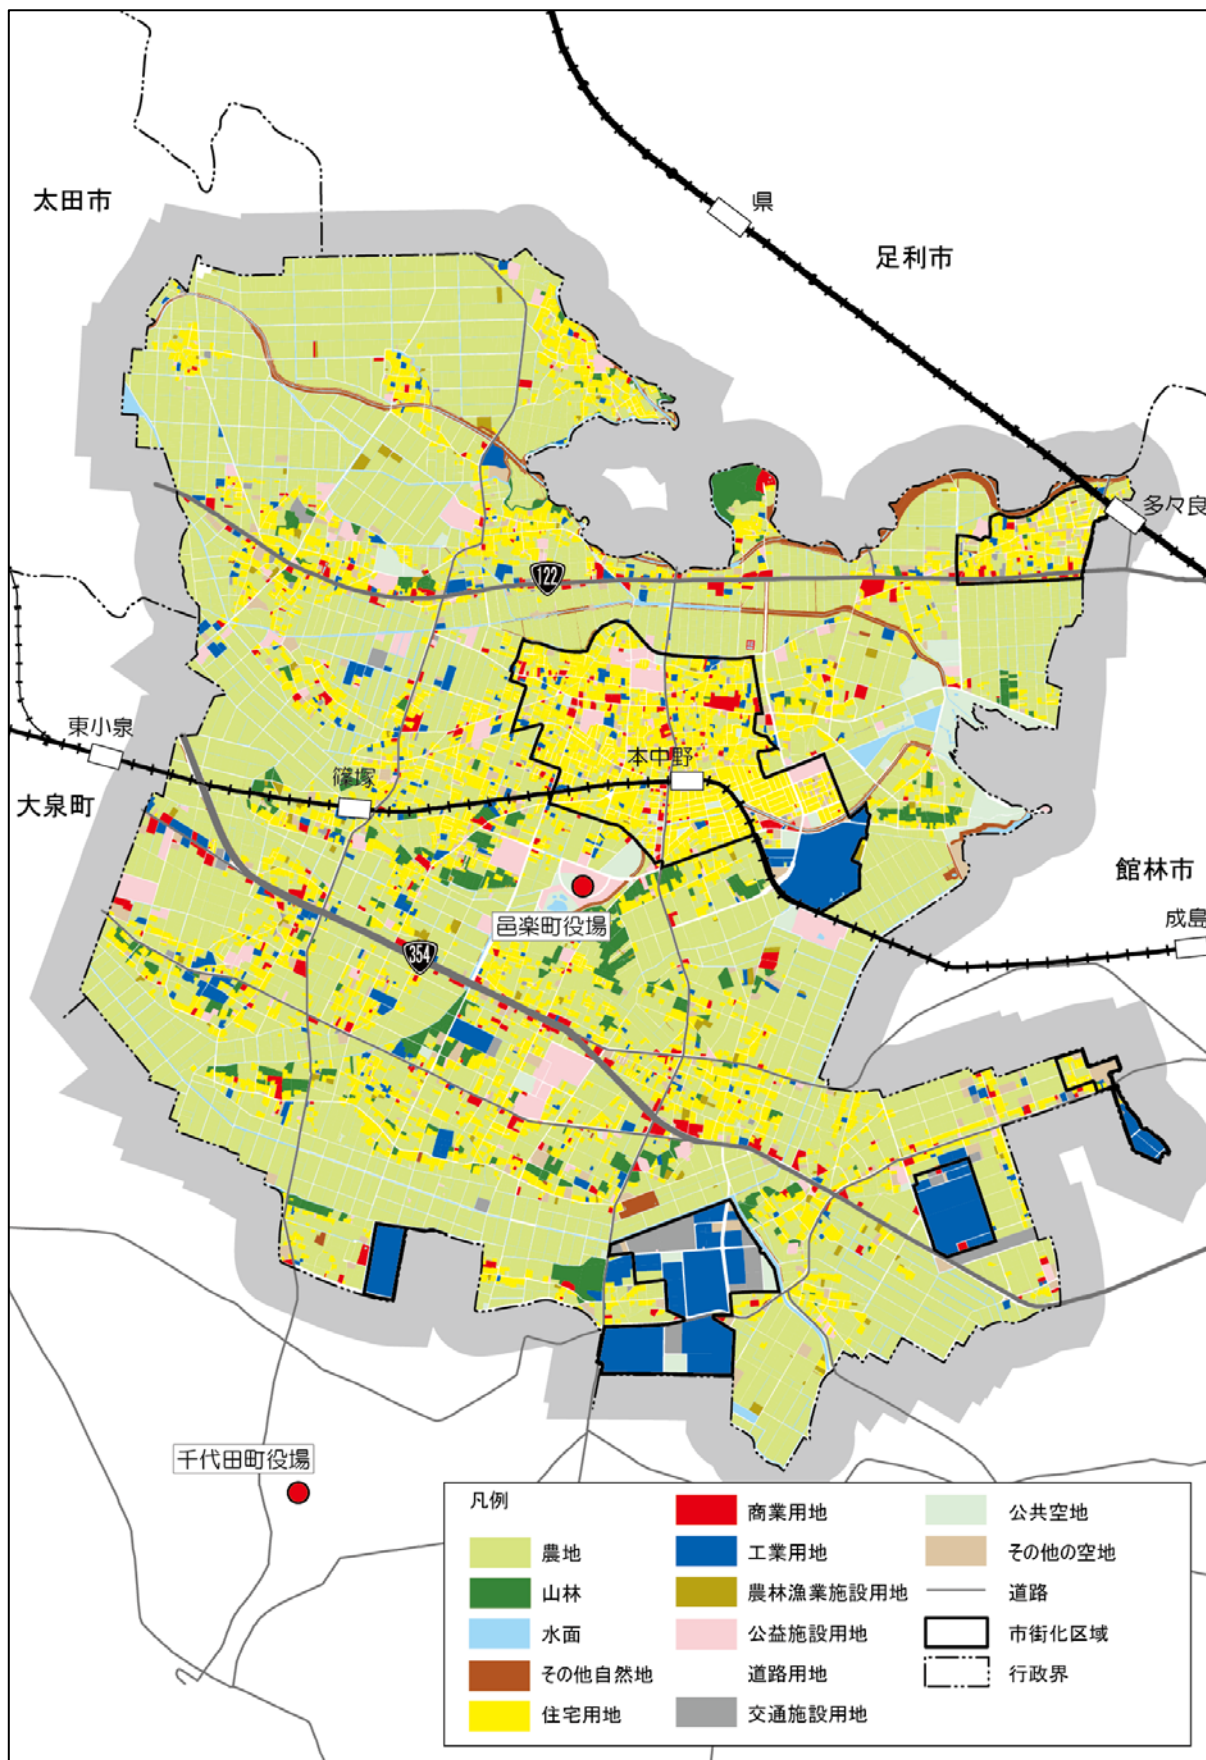 県
太田市
足利市
多々良
122
東小泉
本中野
篠塚
大泉町
館林市
邑楽町役場
成島
354
千代田町役場
凡例
農地
山林
水面
その他自然地
住宅用地
商業用地
工業用地
農林漁業施設用地
公益施設用地
道路用地
交通施設用地
公共空地
その他の空地
道路
市街化区域
行政界